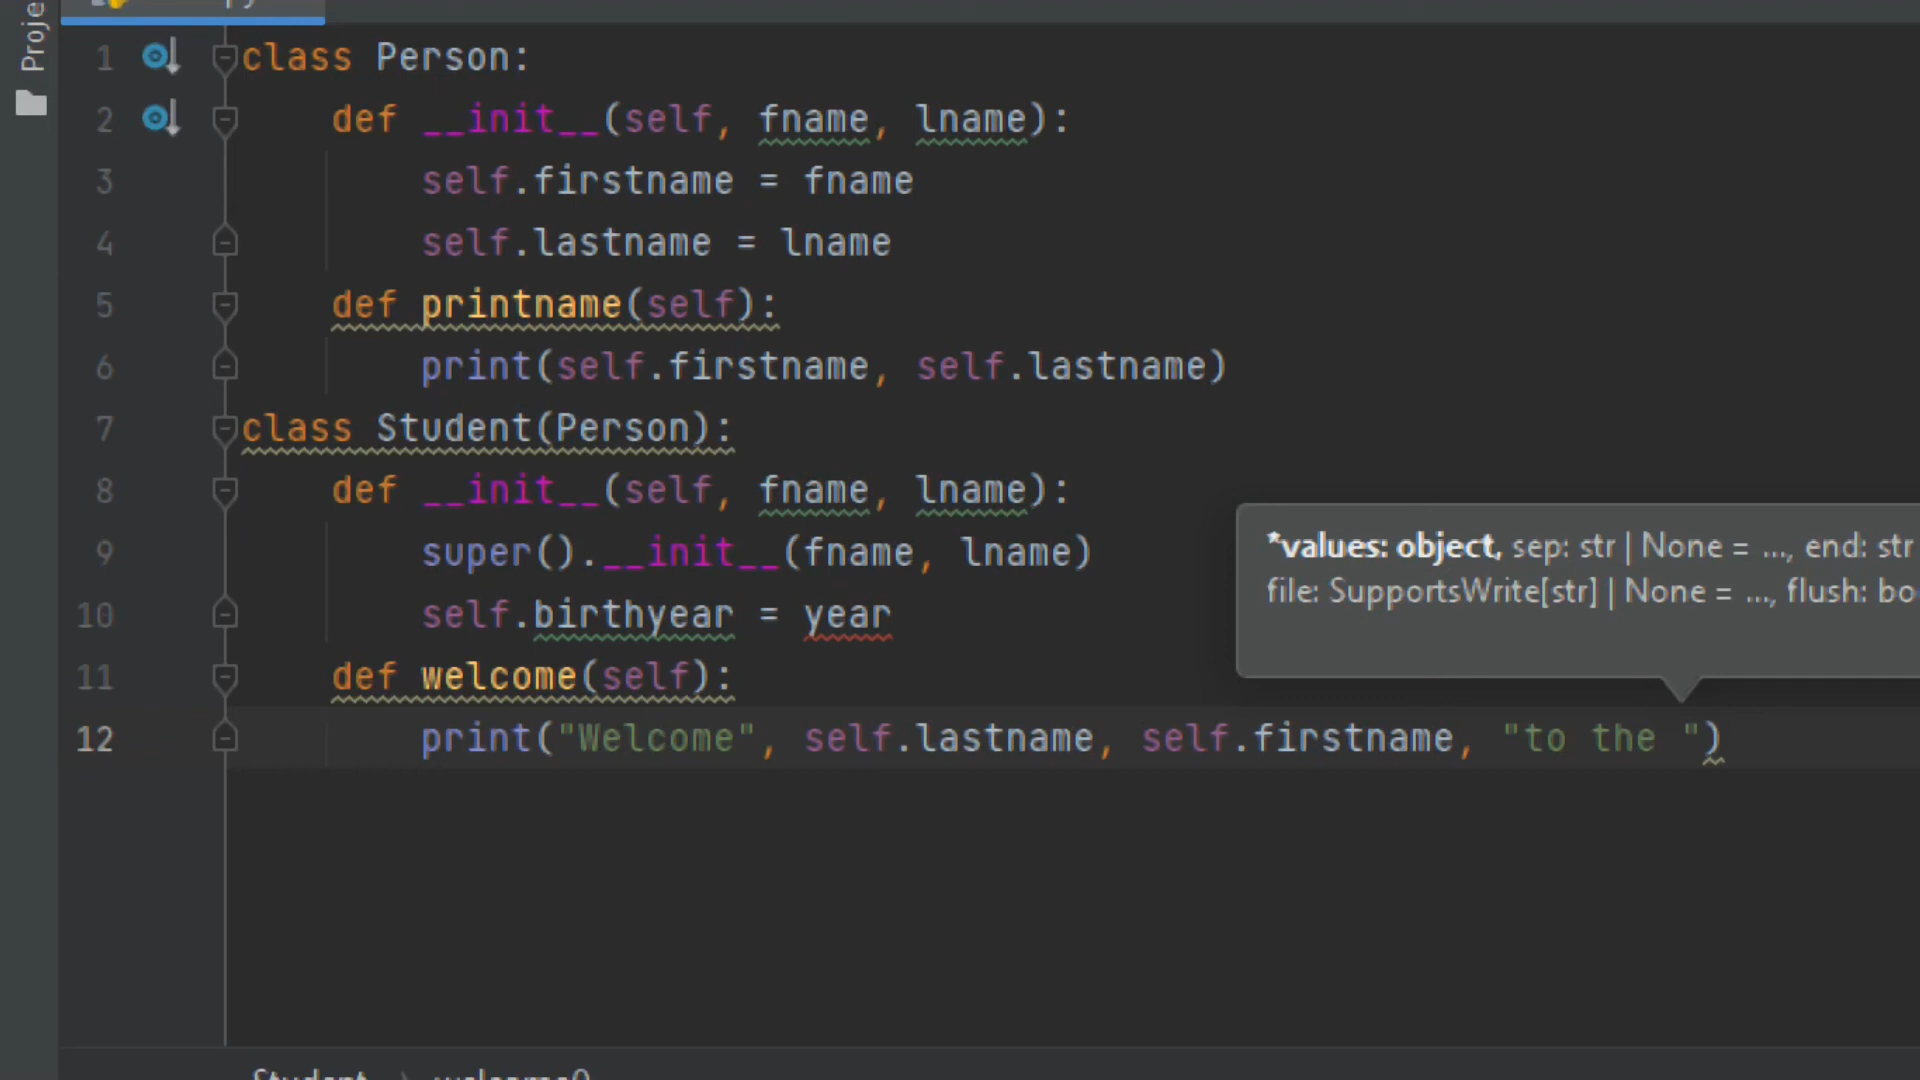 Proje
1 class Person:
2 def __init__(self, fname, lname):
3 self.firstname = fname
4 self.lastname = lname
5 def printname(self):
6 print(self.firstname, self.lastname)
7 class Student(Person):
8 def __init__(self, fname, lname):
9 super().__init__(fname, lname)
10 self.birthyear = year
11 def welcome(self):
12 print("Welcome", self.lastname, self.firstname, "to the ")
*values: object, sep: str | None = ..., end: str
file: SupportsWrite[str] | None = ..., flush: bo
Student › welcome()